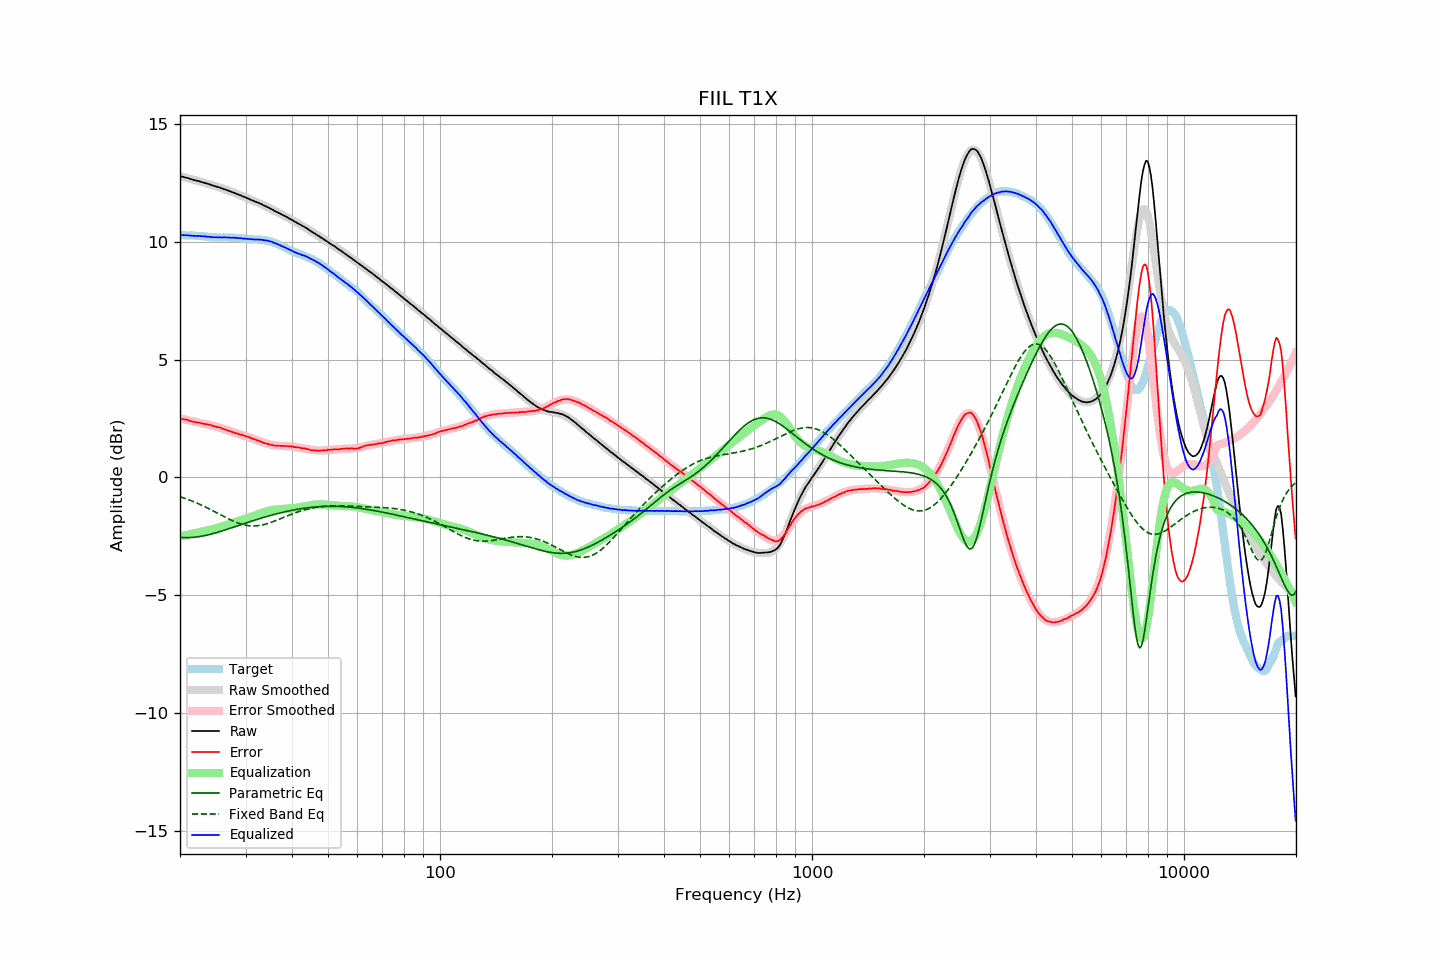 FIIL T1X
Amplitude (dBr)
15
10
5
0
−5
−10
−15
Target
Raw Smoothed
Error Smoothed
Raw
Error
Equalization
Parametric Eq
Fixed Band Eq
Equalized
100
1000
10000
Frequency (Hz)